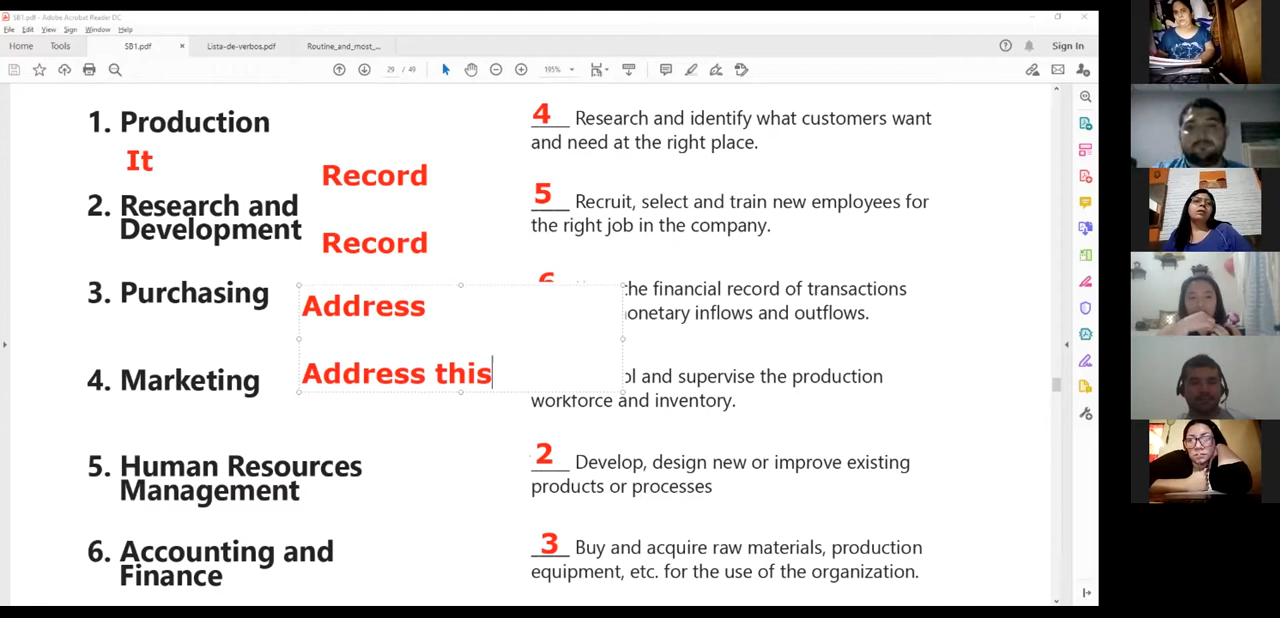 SB1.pdf - Adobe Acrobat Reader DC
File Edit View Sign Window Help
Home Tools SB1.pdf × Lista-de-verbos.pdf Routine_and_most_... Sign In
29 / 49 195%
1. Production
It
Record
2. Research and
Development
Record
3. Purchasing
Address
4. Marketing
Address this
5. Human Resources
Management
6. Accounting and
Finance
4 Research and identify what customers want
and need at the right place.
5 Recruit, select and train new employees for
the right job in the company.
the financial record of transactions
onetary inflows and outflows.
ol and supervise the production
workforce and inventory.
2 Develop, design new or improve existing
products or processes
3 Buy and acquire raw materials, production
equipment, etc. for the use of the organization.